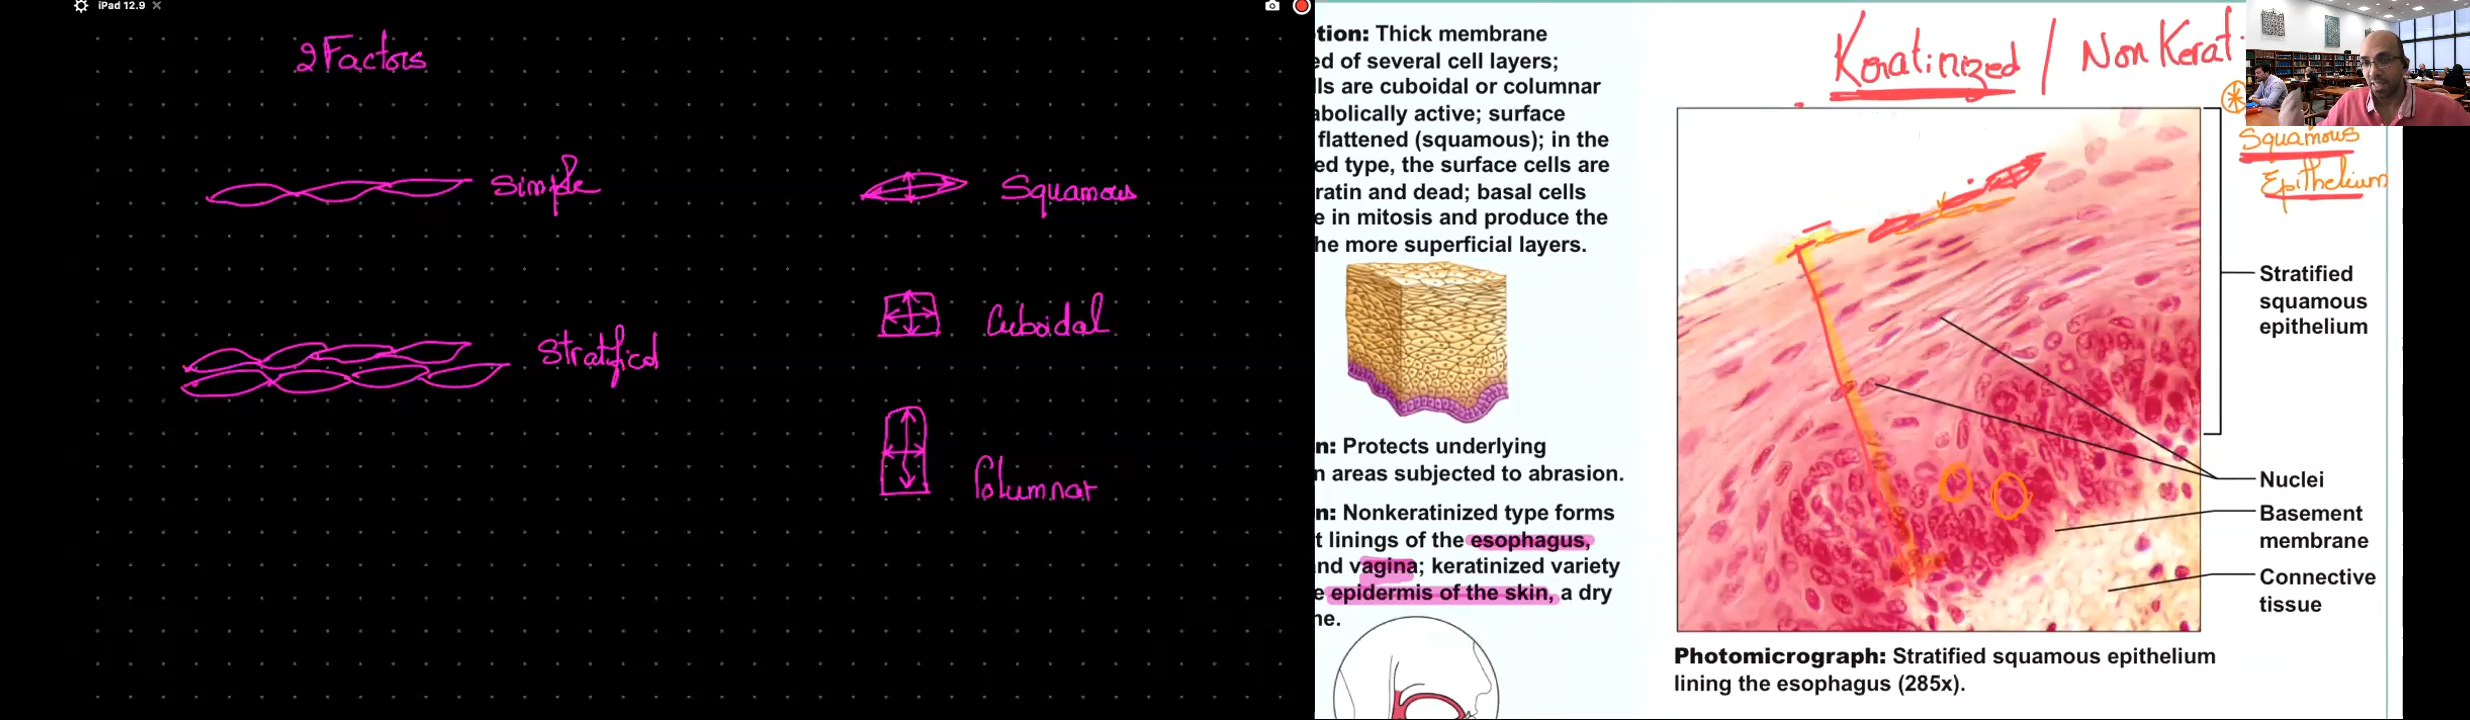 iPad 12.9
2 Factors
Simple
Stratified
Squamous
Cuboidal
Columnar
tion: Thick membrane
ed of several cell layers;
lls are cuboidal or columnar
abolically active; surface
flattened (squamous); in the
ed type, the surface cells are
ratin and dead; basal cells
e in mitosis and produce the
he more superficial layers.
n: Protects underlying
n areas subjected to abrasion.
n: Nonkeratinized type forms
t linings of the esophagus,
nd vagina; keratinized variety
e epidermis of the skin, a dry
ne.
Keratinized / Non Kerat
Squamous
Epithelium
Stratified
squamous
epithelium
Nuclei
Basement
membrane
Connective
tissue
Photomicrograph: Stratified squamous epithelium
lining the esophagus (285x).